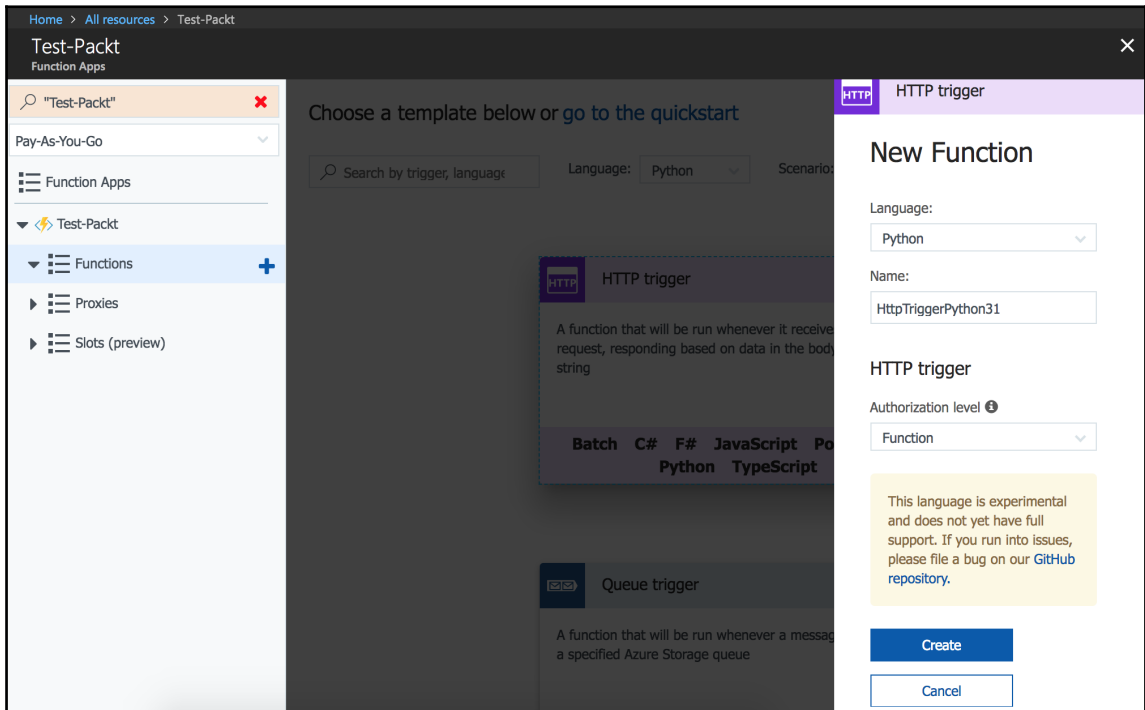 Home > All resources > Test-Packt
Test-Packt
Function Apps
"Test-Packt"
Pay-As-You-Go
Function Apps
Test-Packt
Functions
Proxies
Slots (preview)
Choose a template below or go to the quickstart
Search by trigger, language
Language: Python Scenario:
HTTP
HTTP trigger
A function that will be run whenever it receive
request, responding based on data in the body
string
Batch C# F# JavaScript Po
Python TypeScript
Queue trigger
A function that will be run whenever a messag
a specified Azure Storage queue
HTTP
HTTP trigger
New Function
Language:
Python
Name:
HttpTriggerPython31
HTTP trigger
Authorization level
Function
This language is experimental
and does not yet have full
support. If you run into issues,
please file a bug on our GitHub
repository.
Create
Cancel